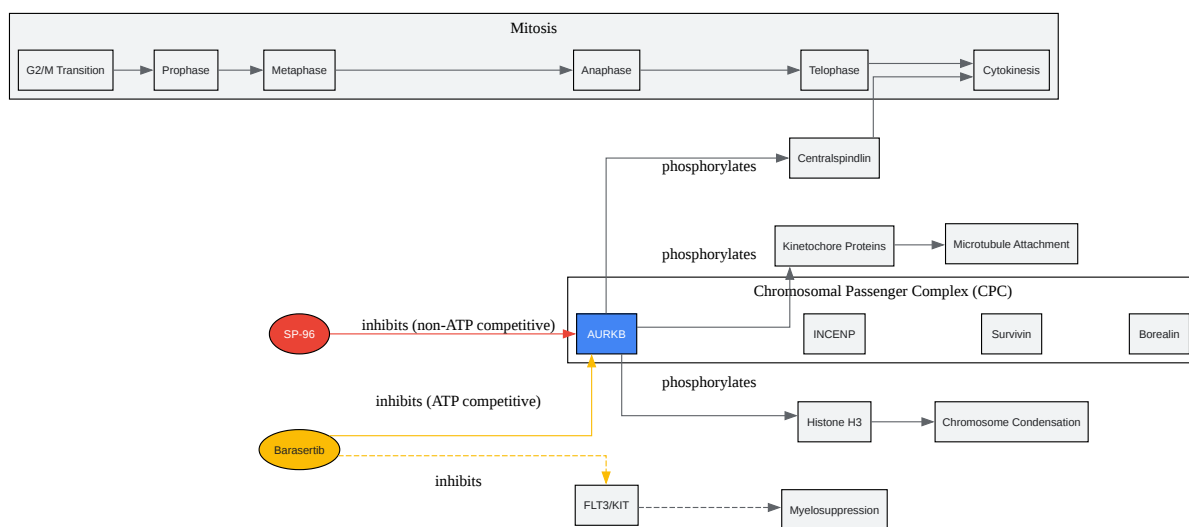 Mitosis
G2/M Transition
Prophase
Metaphase
Anaphase
Telophase
Cytokinesis
Centralspindlin
phosphorylates
Kinetochore Proteins
Microtubule Attachment
phosphorylates
Chromosomal Passenger Complex (CPC)
SP-96
inhibits (non-ATP competitive)
AURKB
INCENP
Survivin
Borealin
phosphorylates
inhibits (ATP competitive)
Histone H3
Chromosome Condensation
Barasertib
inhibits
FLT3/KIT
Myelosuppression